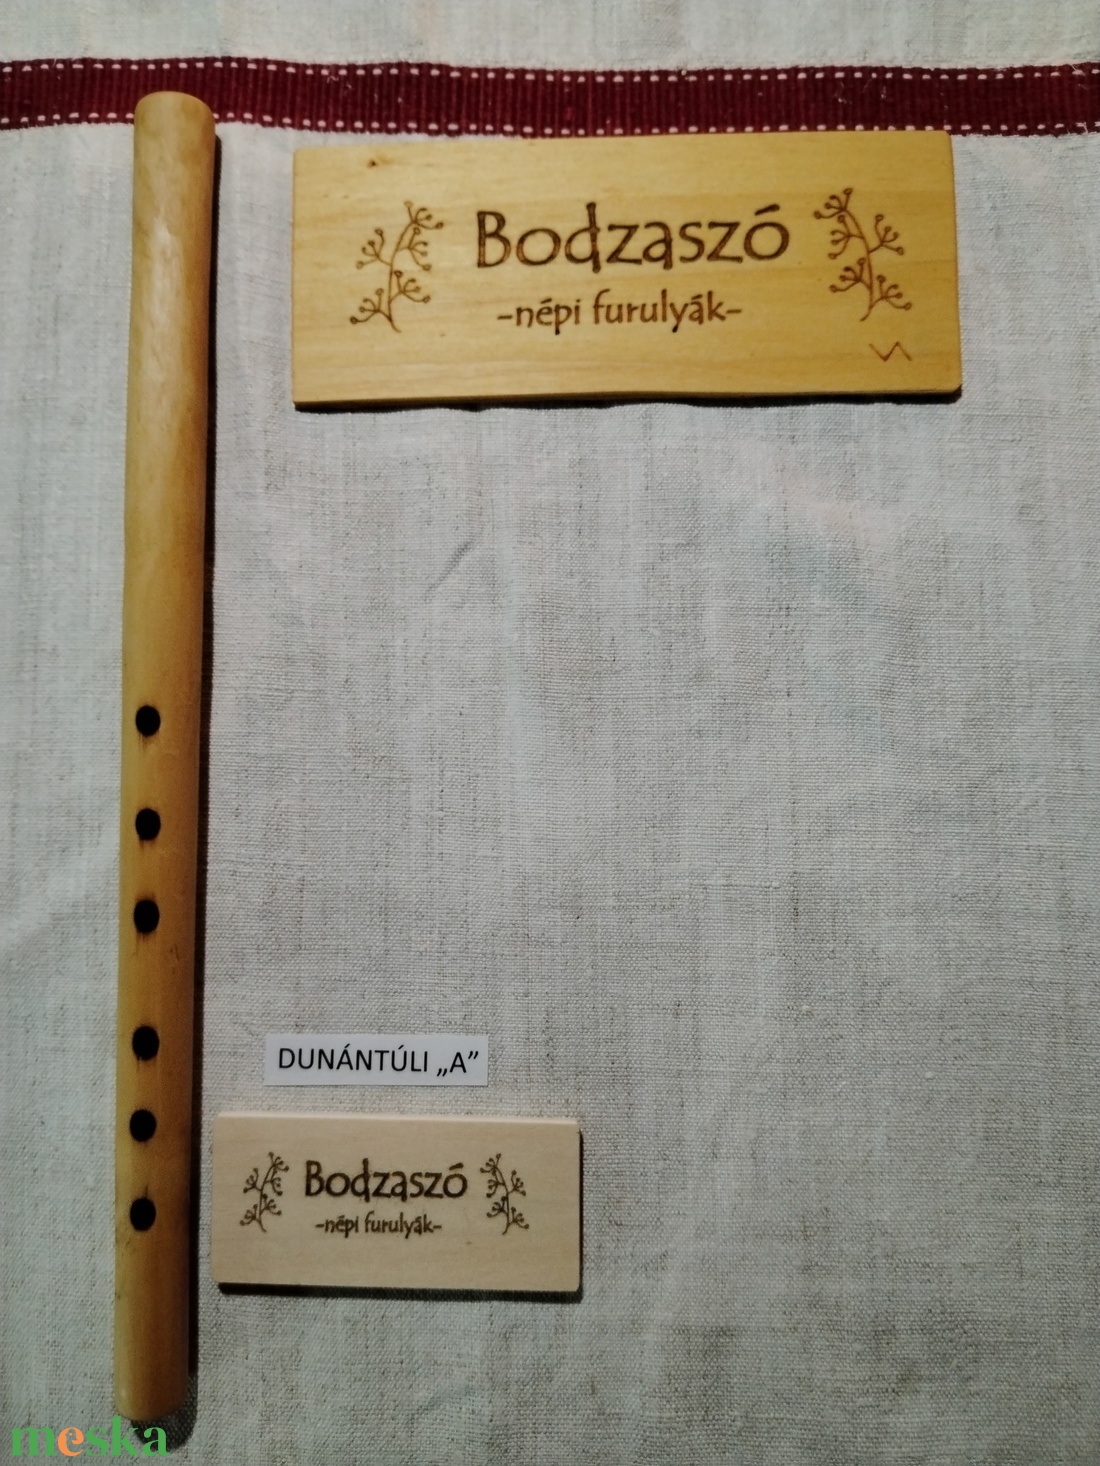 Bodzaszó
-népi furulyák-
DUNÁNTÚLI „A”
Bodzaszó
-népi furulyák-
meska